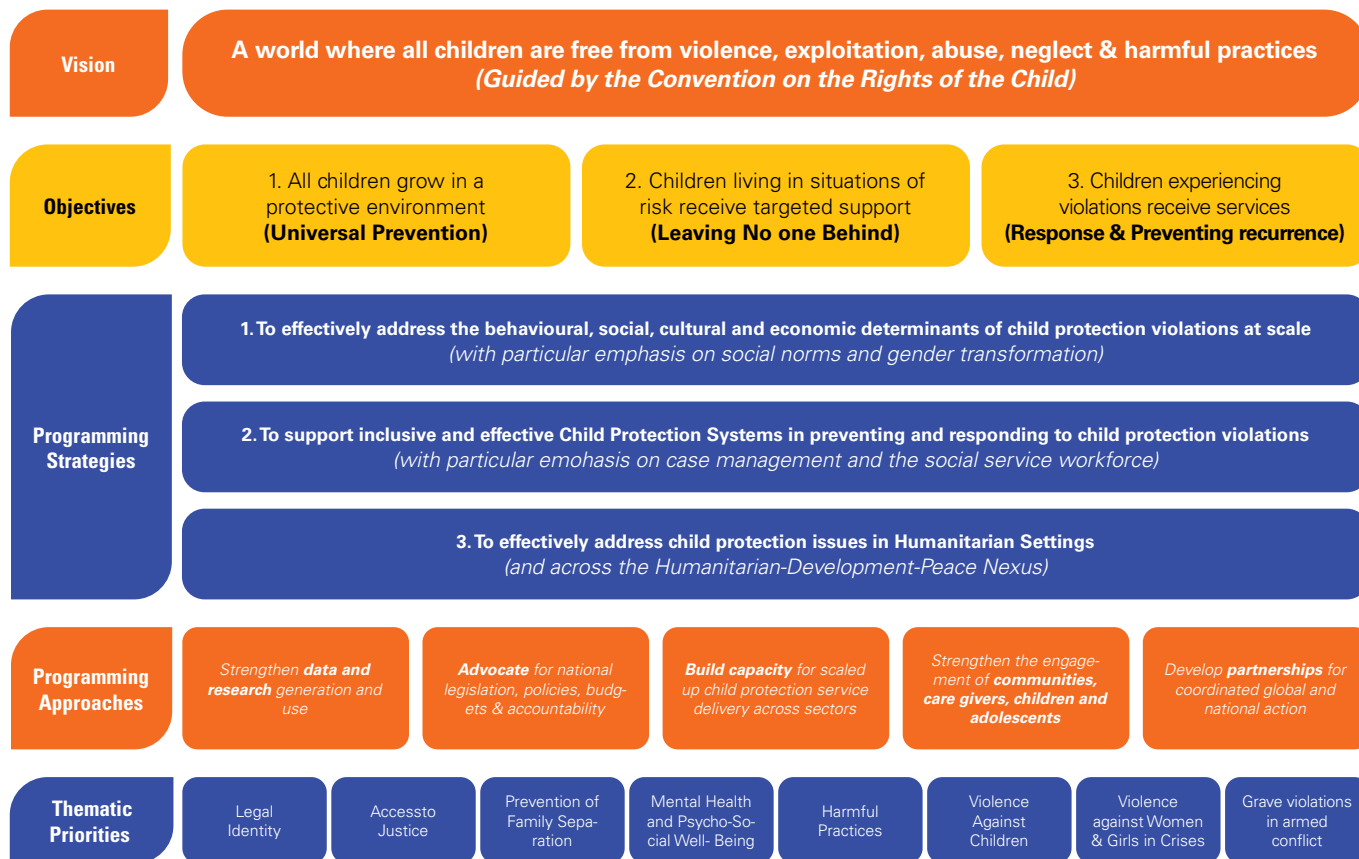 Vision
A world where all children are free from violence, exploitation, abuse, neglect & harmful practices
(Guided by the Convention on the Rights of the Child)
Objectives
1. All children grow in a
protective environment
(Universal Prevention)
2. Children living in situations of
risk receive targeted support
(Leaving No one Behind)
3. Children experiencing
violations receive services
(Response & Preventing recurrence)
Programming
Strategies
1. To effectively address the behavioural, social, cultural and economic determinants of child protection violations at scale
(with particular emphasis on social norms and gender transformation)
2. To support inclusive and effective Child Protection Systems in preventing and responding to child protection violations
(with particular emohasis on case management and the social service workforce)
3. To effectively address child protection issues in Humanitarian Settings
(and across the Humanitarian-Development-Peace Nexus)
Programming
Approaches
Strengthen data and
research generation and
use
Advocate for national
legislation, policies, budg-
ets & accountability
Build capacity for scaled
up child protection service
delivery across sectors
Strengthen the engage-
ment of communities,
care givers, children and
adolescents
Develop partnerships for
coordinated global and
national action
Thematic
Priorities
Legal
Identity
Accessto
Justice
Prevention of
Family Sepa-
ration
Mental Health
and Psycho-So-
cial Well- Being
Harmful
Practices
Violence
Against
Children
Violence
against Women
& Girls in Crises
Grave violations
in armed
conflict